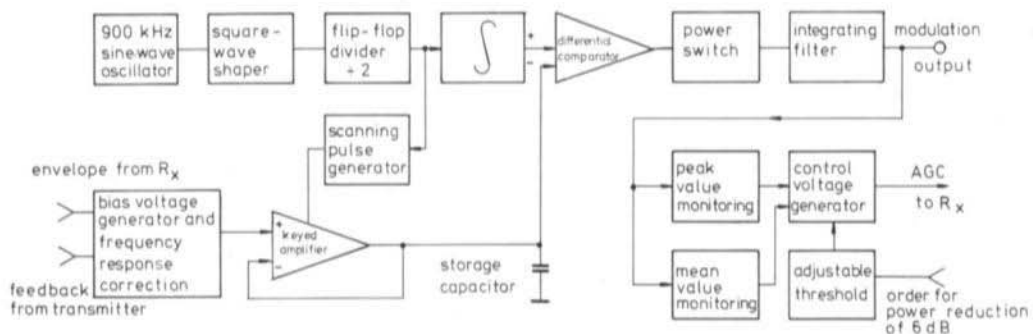 900 kHz
sine-wave
oscillator
square-
wave
shaper
flip-flop
divider
÷ 2
∫
+
−
differential
comparator
power
switch
integrating
filter
modulation
output
scanning
pulse
generator
envelope from Rx
bias voltage
generator and
frequency
response
correction
feedback
from transmitter
+
keyed
amplifier
−
storage
capacitor
peak
value
monitoring
control
voltage
generator
AGC
to Rx
mean
value
monitoring
adjustable
threshold
order for
power reduction
of 6 dB